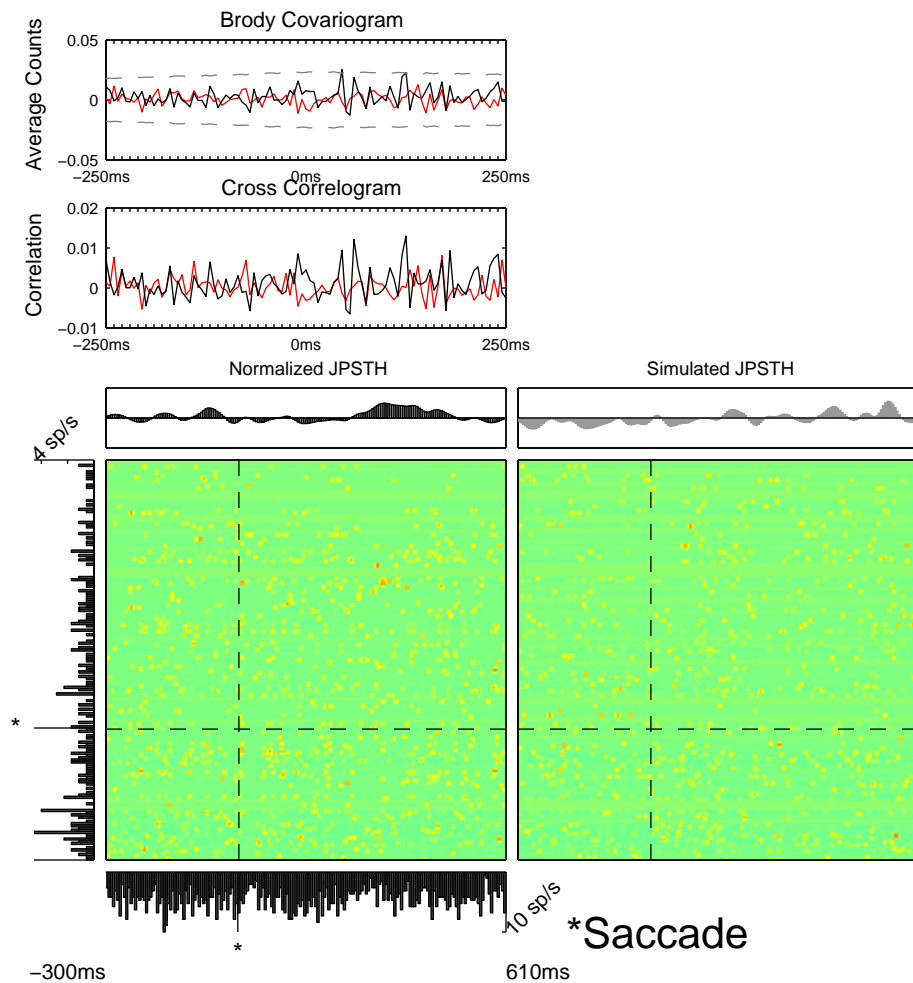 Brody Covariogram
Average Counts
0.05
0
−0.05
−250ms
0ms
250ms
Cross Correlogram
Correlation
0.02
0.01
0
−0.01
−250ms
0ms
250ms
Normalized JPSTH
Simulated JPSTH
4 sp/s
*
10 sp/s
*
*Saccade
−300ms
610ms